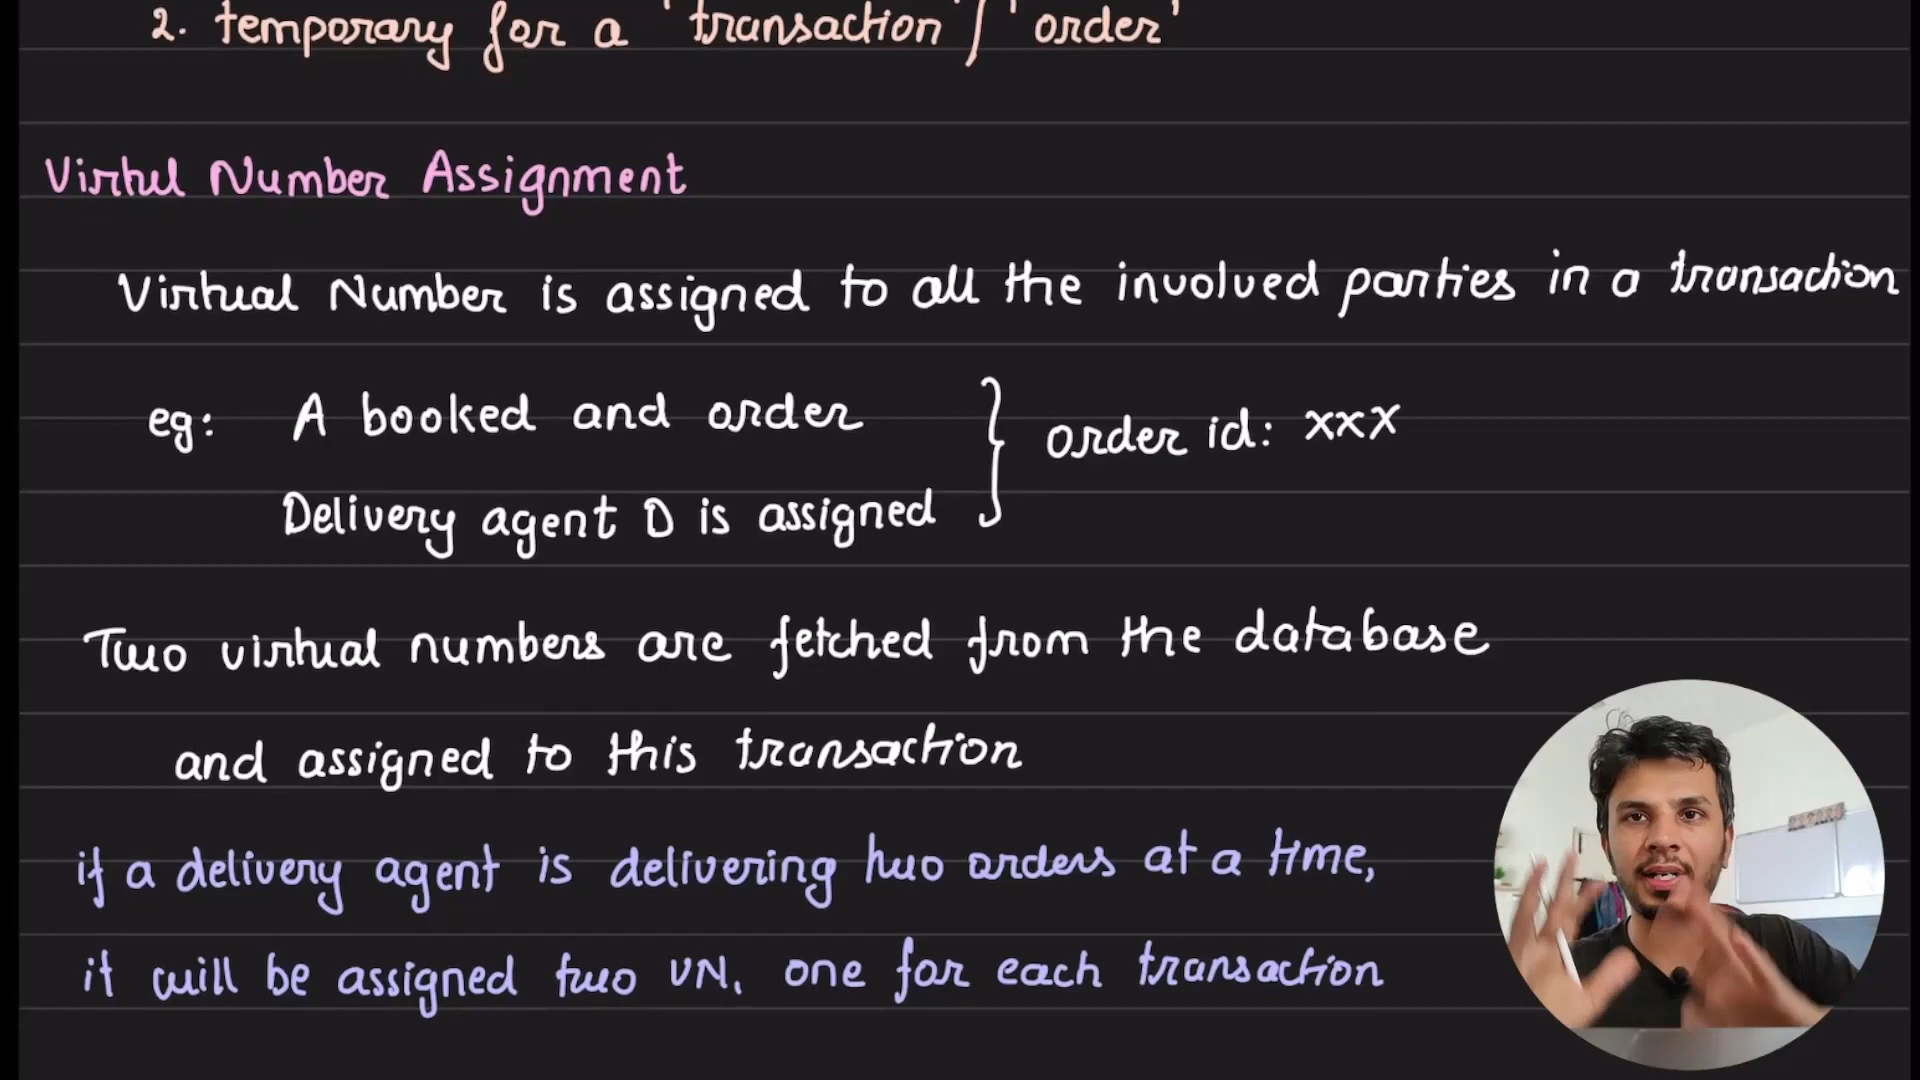 2. temporary for a 'transaction' / 'order'
Virtul Number Assignment
Virtual Number is assigned to all the involved parties in a transaction
eg: A booked and order
Delivery agent D is assigned
order id: xxx
Two virtual numbers are fetched from the database
and assigned to this transaction
if a delivery agent is delivering two orders at a time,
it will be assigned two VN, one for each transaction